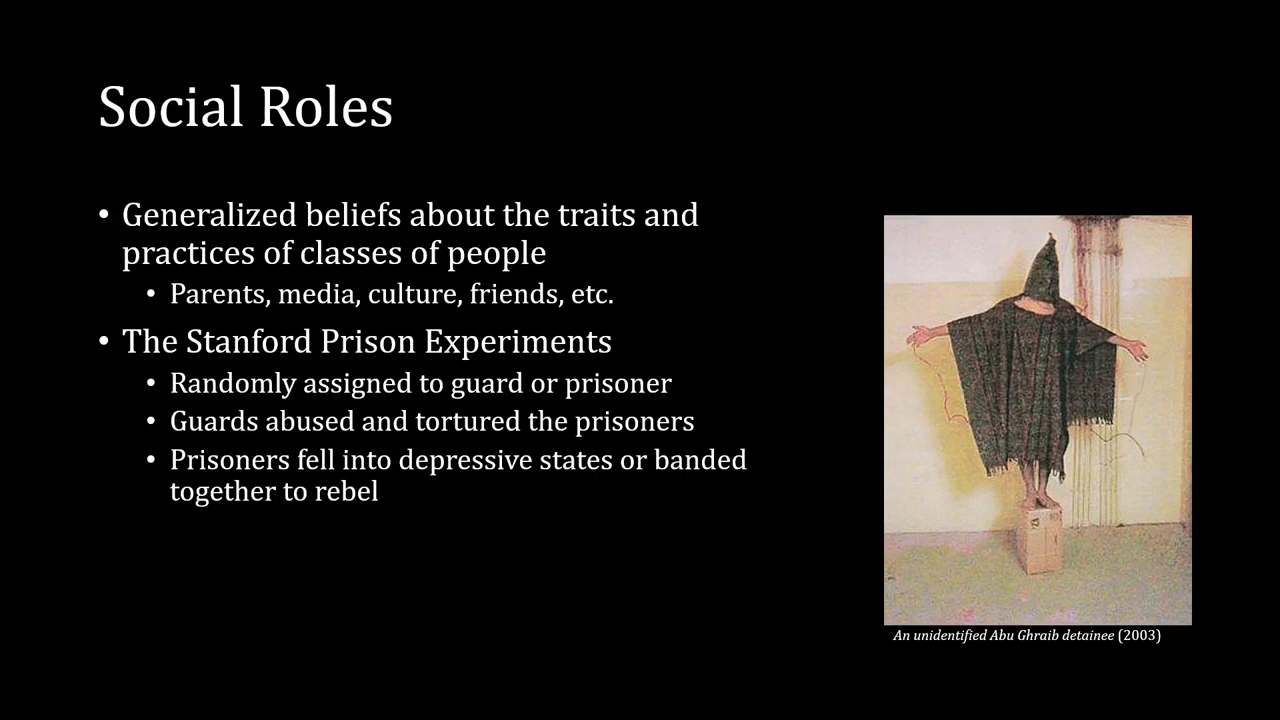 Social Roles
• Generalized beliefs about the traits and
practices of classes of people
• Parents, media, culture, friends, etc.
• The Stanford Prison Experiments
• Randomly assigned to guard or prisoner
• Guards abused and tortured the prisoners
• Prisoners fell into depressive states or banded
together to rebel
An unidentified Abu Ghraib detainee (2003)